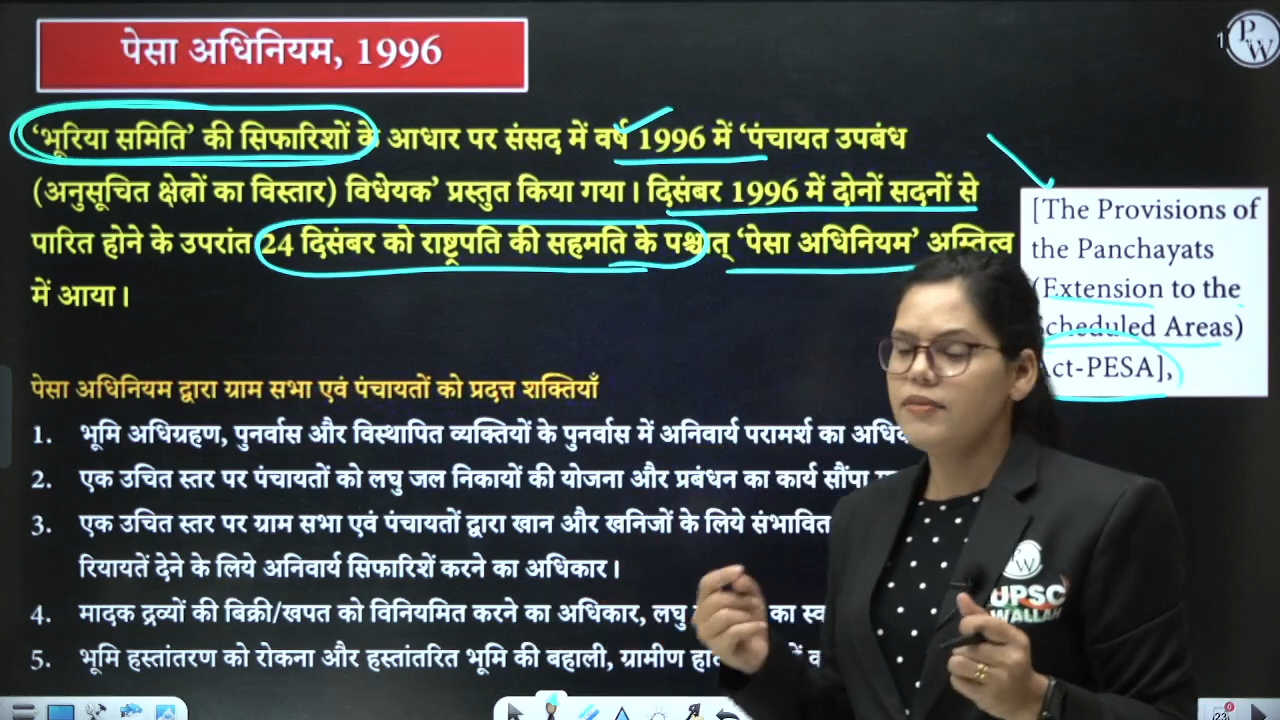 पेसा अधिनियम, 1996
'भूरिया समिति' की सिफारिशों के आधार पर संसद में वर्ष 1996 में 'पंचायत उपबंध
(अनुसूचित क्षेत्रों का विस्तार) विधेयक' प्रस्तुत किया गया। दिसंबर 1996 में दोनों सदनों से
पारित होने के उपरांत 24 दिसंबर को राष्ट्रपति की सहमति के पश्चात् 'पेसा अधिनियम' अस्तित्व
में आया।
[The Provisions of
the Panchayats
(Extension to the
Scheduled Areas)
Act-PESA],
पेसा अधिनियम द्वारा ग्राम सभा एवं पंचायतों को प्रदत्त शक्तियाँ
1. भूमि अधिग्रहण, पुनर्वास और विस्थापित व्यक्तियों के पुनर्वास में अनिवार्य परामर्श का
2. एक उचित स्तर पर पंचायतों को लघु जल निकायों की योजना और प्रबंधन का कार्य सौंपा
3. एक उचित स्तर पर ग्राम सभा एवं पंचायतों द्वारा खान और खनिजों के लिये संभावित
रियायतें देने के लिये अनिवार्य सिफारिशें करने का अधिकार।
4. मादक द्रव्यों की बिक्री/खपत को विनियमित करने का अधिकार, लघु का
5. भूमि हस्तांतरण को रोकना और हस्तांतरित भूमि की बहाली, ग्रामीण
PW
PW
UPSC
WALLAH
23